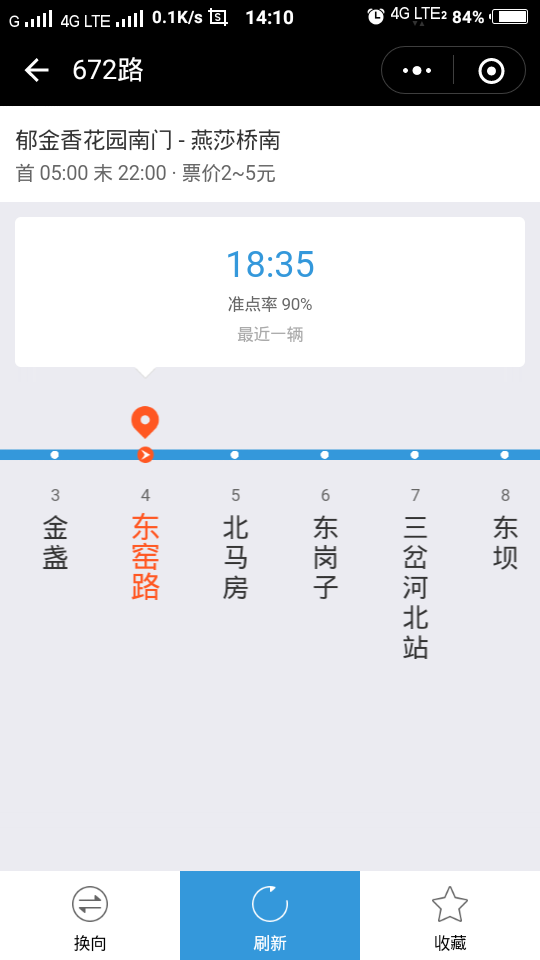 G 4G LTE 0.1K/s S 14:10 4G LTE2 84%
672路
郁金香花园南门 - 燕莎桥南
首 05:00 末 22:00 · 票价2~5元
18:35
准点率 90%
最近一辆
3 4 5 6 7 8
金盏
东窑路
北马房
东岗子
三岔河北站
东坝
换向 刷新 收藏